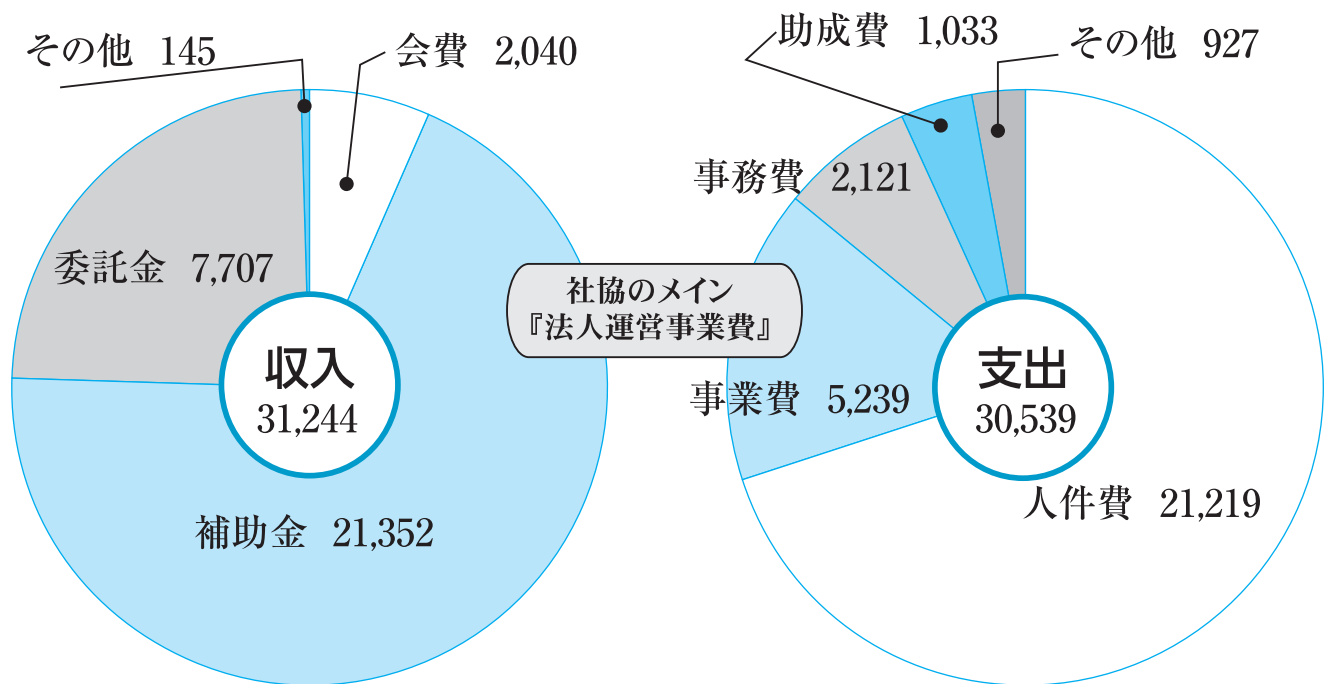 その他 145
会費 2,040
委託金 7,707
収入
31,244
補助金 21,352
社協のメイン
『法人運営事業費』
助成費 1,033
その他 927
事務費 2,121
事業費 5,239
支出
30,539
人件費 21,219